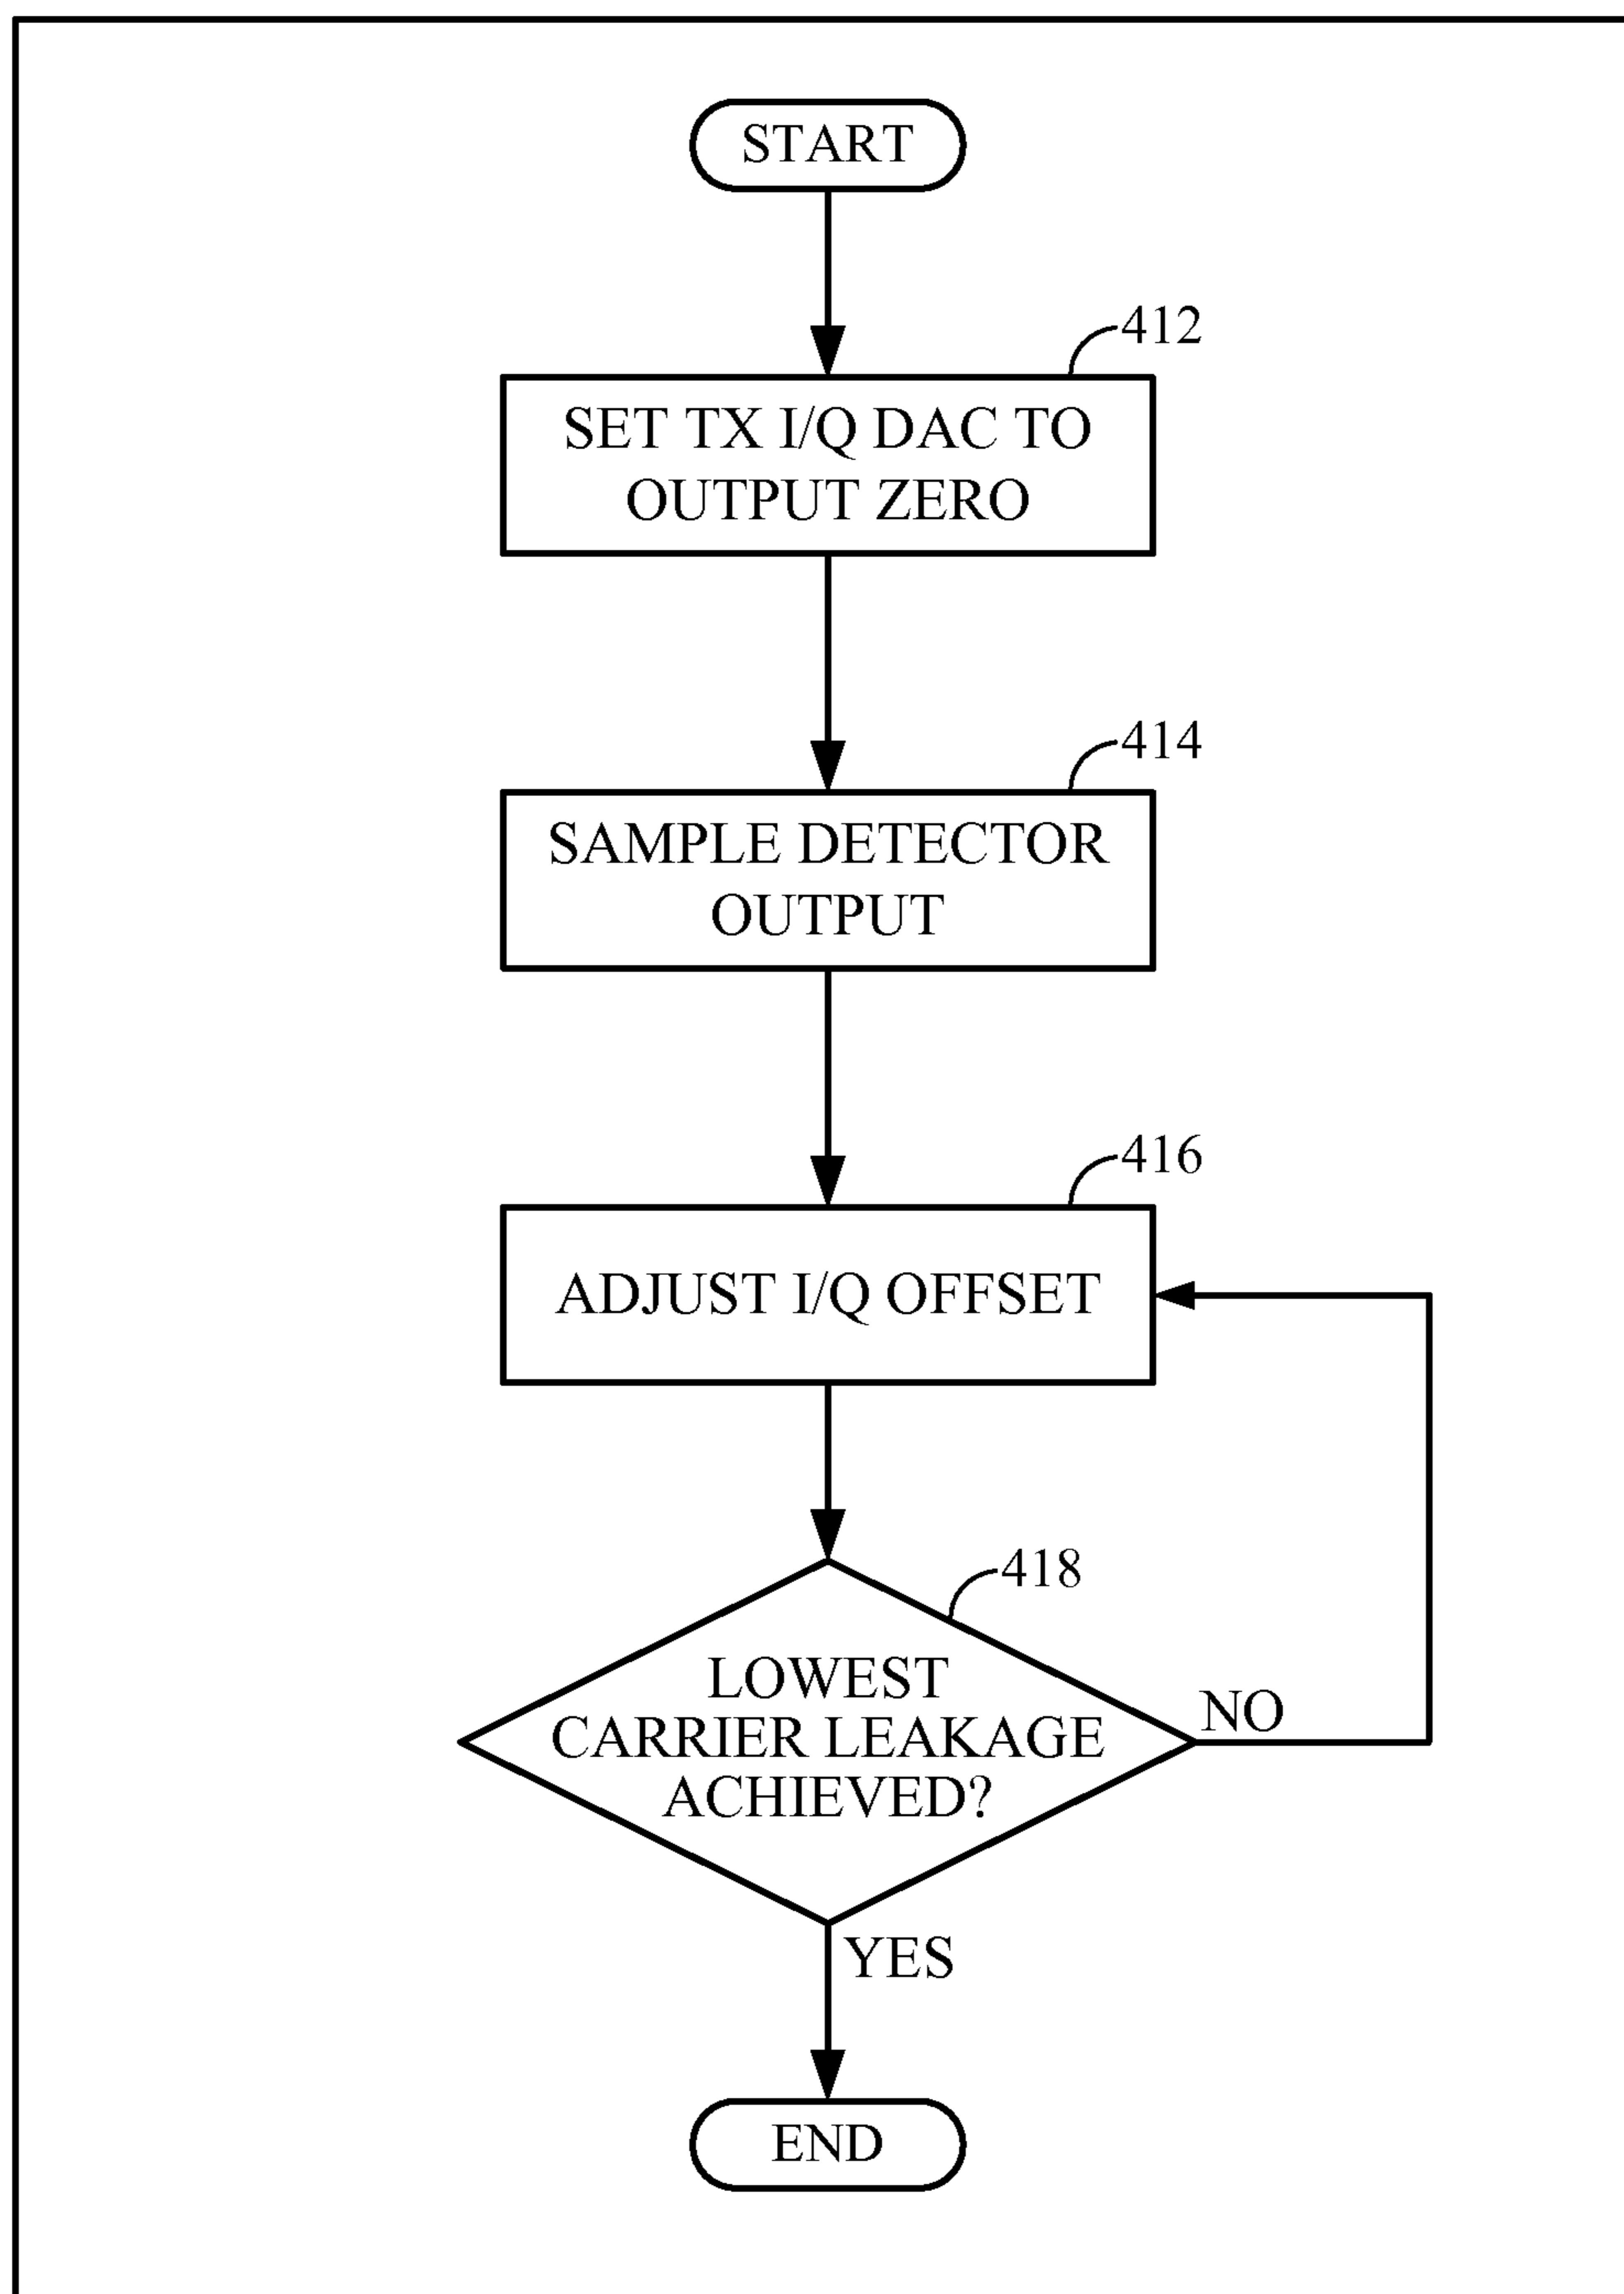 START
412
SET TX I/Q DAC TO
OUTPUT ZERO
414
SAMPLE DETECTOR
OUTPUT
416
ADJUST I/Q OFFSET
418
LOWEST
CARRIER LEAKAGE
ACHIEVED?
NO
YES
END